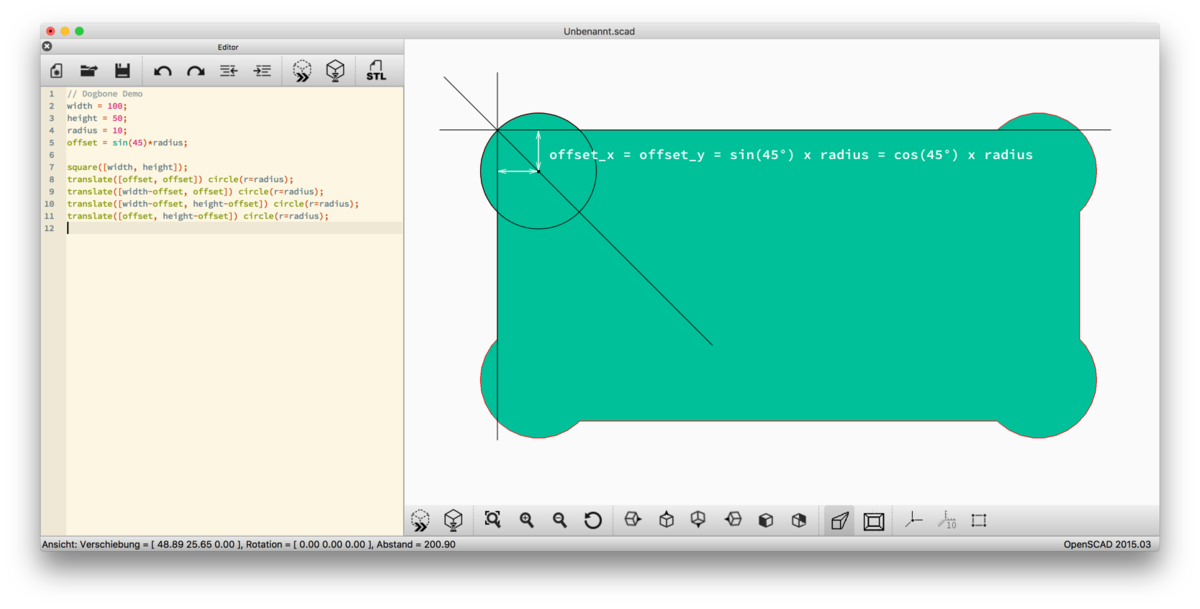 Unbenannt.scad
Editor
STL
1 // Dogbone Demo
2 width = 100;
3 height = 50;
4 radius = 10;
5 offset = sin(45)*radius;
6
7 square([width, height]);
8 translate([offset, offset]) circle(r=radius);
9 translate([width-offset, offset]) circle(r=radius);
10 translate([width-offset, height-offset]) circle(r=radius);
11 translate([offset, height-offset]) circle(r=radius);
12
offset_x = offset_y = sin(45°) x radius = cos(45°) x radius
10
Ansicht: Verschiebung = [ 48.89 25.65 0.00 ], Rotation = [ 0.00 0.00 0.00 ], Abstand = 200.90
OpenSCAD 2015.03